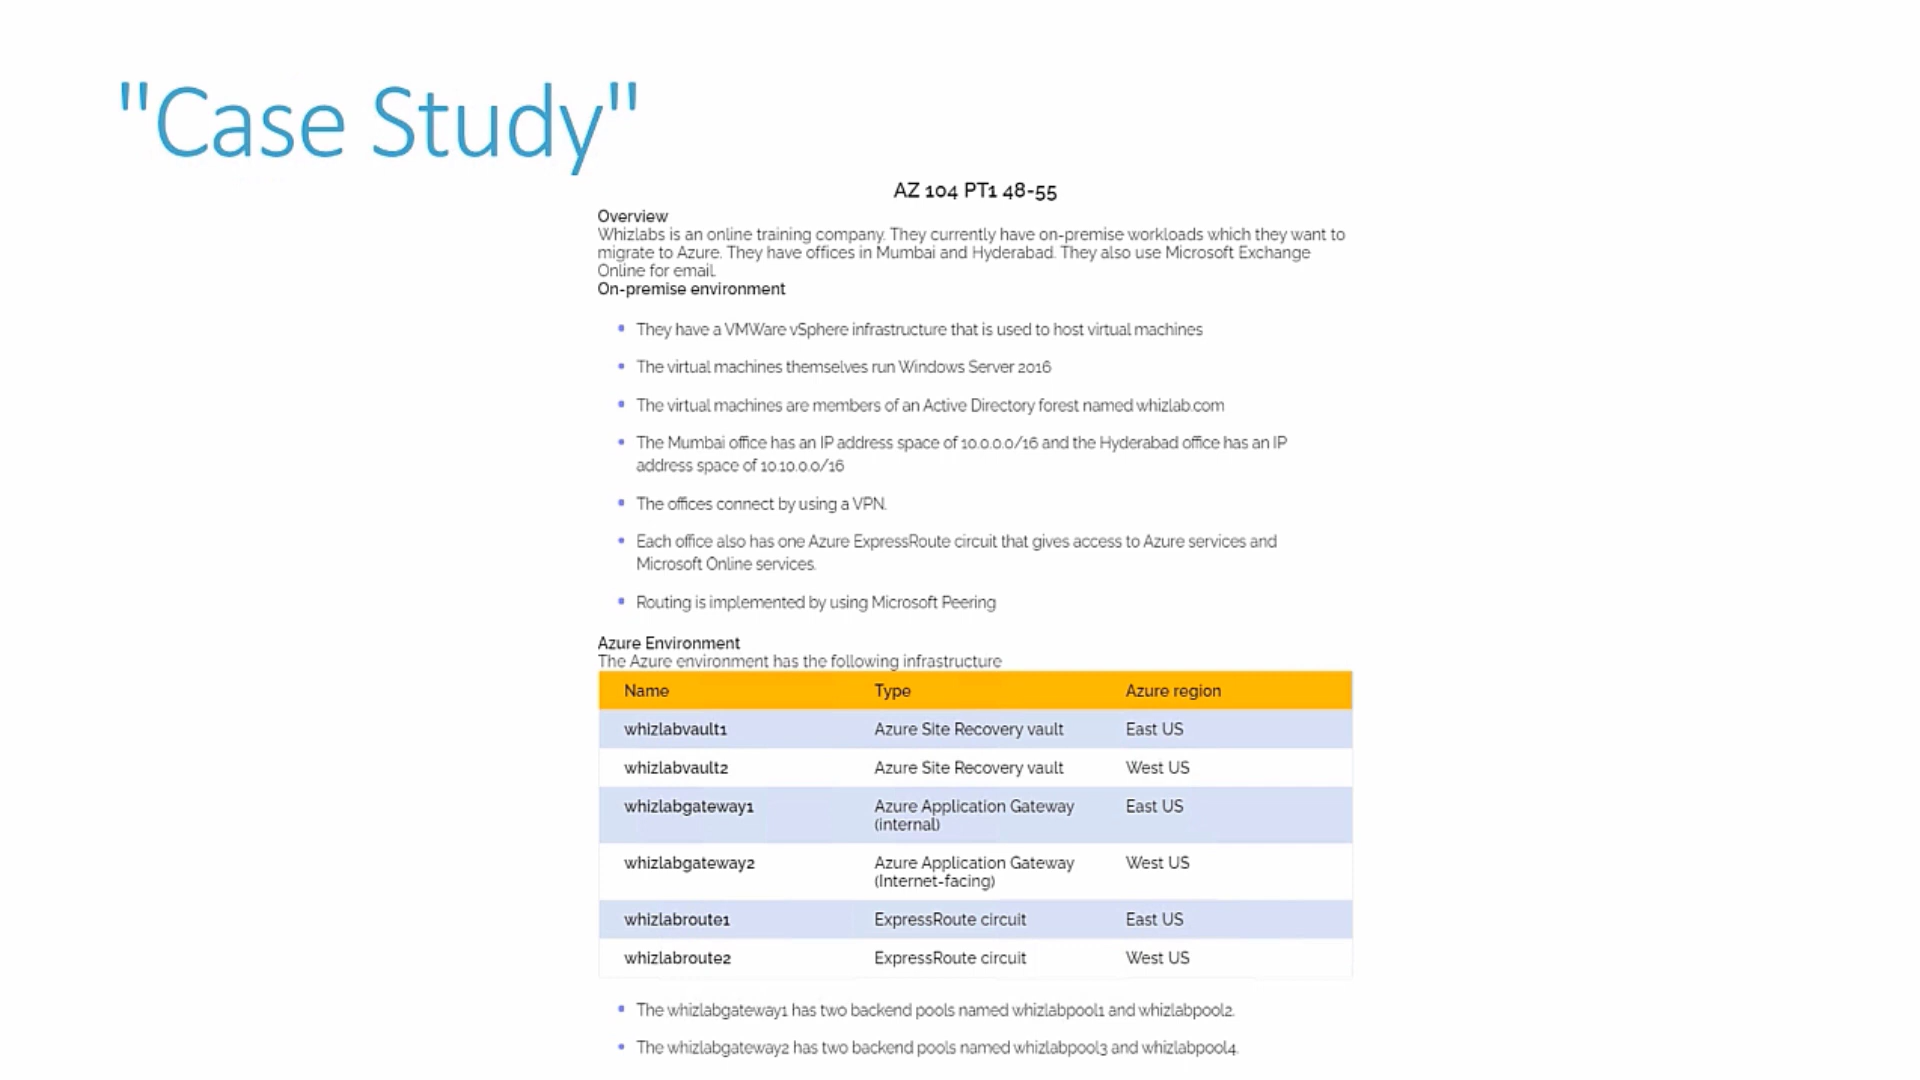 "Case Study"
AZ 104 PT1 48-55
Overview
Whizlabs is an online training company. They currently have on-premise workloads which they want to
migrate to Azure. They have offices in Mumbai and Hyderabad. They also use Microsoft Exchange
Online for email.
On-premise environment
• They have a VMWare vSphere infrastructure that is used to host virtual machines
• The virtual machines themselves run Windows Server 2016
• The virtual machines are members of an Active Directory forest named whizlab.com
• The Mumbai office has an IP address space of 10.0.0.0/16 and the Hyderabad office has an IP
address space of 10.10.0.0/16
• The offices connect by using a VPN.
• Each office also has one Azure ExpressRoute circuit that gives access to Azure services and
Microsoft Online services.
• Routing is implemented by using Microsoft Peering
Azure Environment
The Azure environment has the following infrastructure
Name Type Azure region
whizlabvault1 Azure Site Recovery vault East US
whizlabvault2 Azure Site Recovery vault West US
whizlabgateway1 Azure Application Gateway East US
(internal)
whizlabgateway2 Azure Application Gateway West US
(Internet-facing)
whizlabroute1 ExpressRoute circuit East US
whizlabroute2 ExpressRoute circuit West US
• The whizlabgateway1 has two backend pools named whizlabpool1 and whizlabpool2.
• The whizlabgateway2 has two backend pools named whizlabpool3 and whizlabpool4.